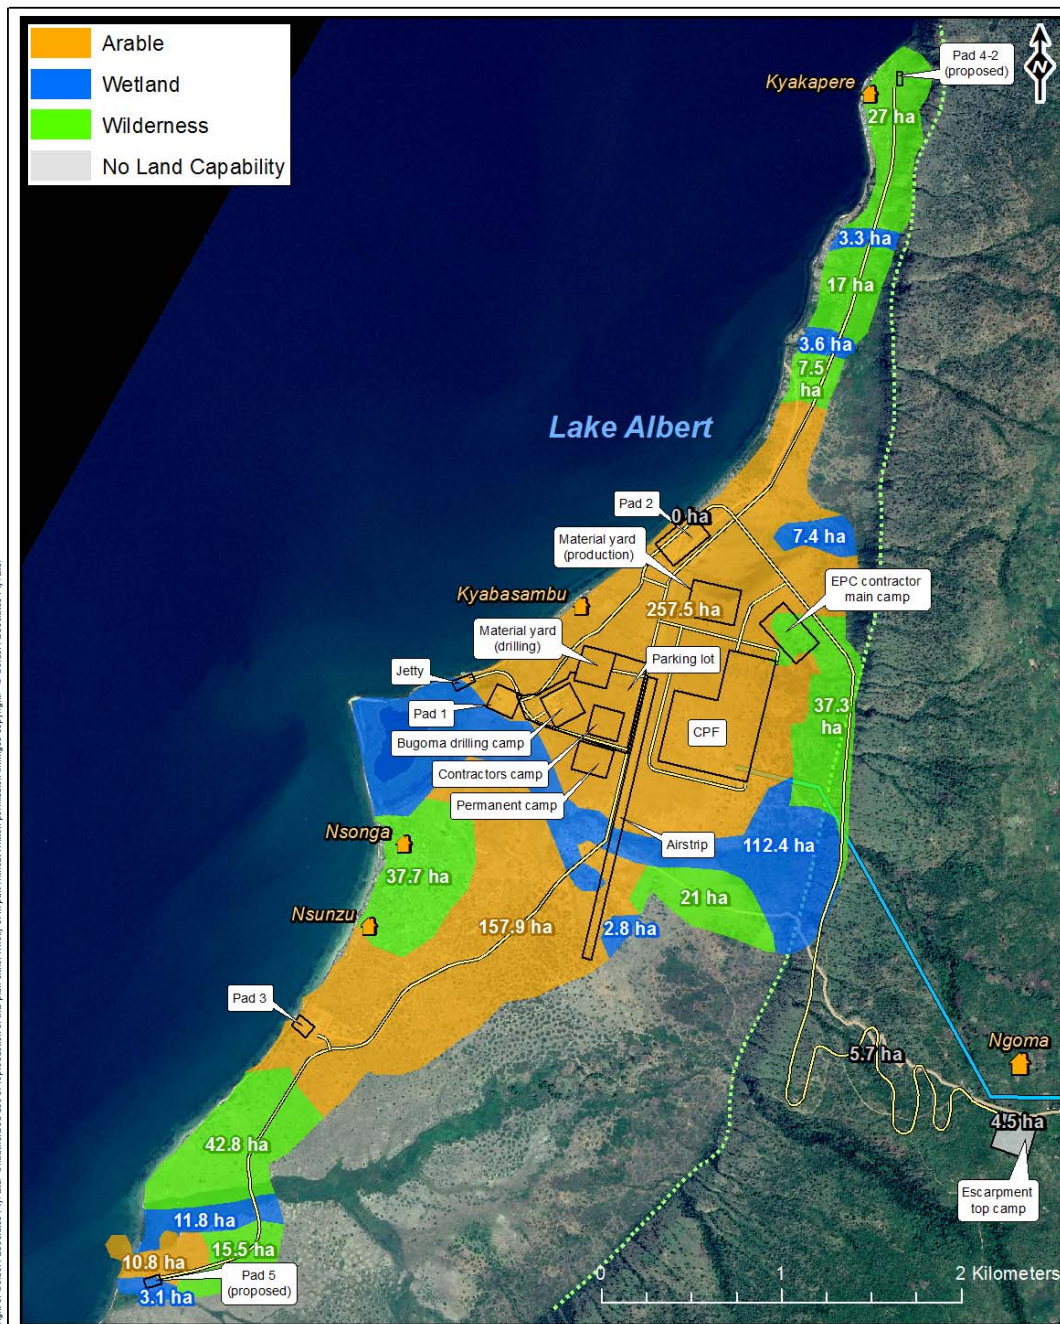 Arable
Wetland
Wilderness
No Land Capability
N
Pad 4-2
(proposed)
Kyakapere
27 ha
3.3 ha
17 ha
3.6 ha
7.5
ha
Lake Albert
Pad 2
0 ha
Material yard
(production)
7.4 ha
EPC contractor
main camp
Kyabasambu
257.5 ha
Material yard
(drilling)
Parking lot
Jetty
Pad 1
37.3
ha
CPF
Bugoma drilling camp
Contractors camp
Permanent camp
Nsonga
Airstrip
112.4 ha
37.7 ha
21 ha
Nsunzu
157.9 ha
2.8 ha
Pad 3
Ngoma
5.7 ha
4.5 ha
42.8 ha
Escarpment
top camp
11.8 ha
15.5 ha
10.8 ha
Pad 5
(proposed)
3.1 ha
0
1
2 Kilometers